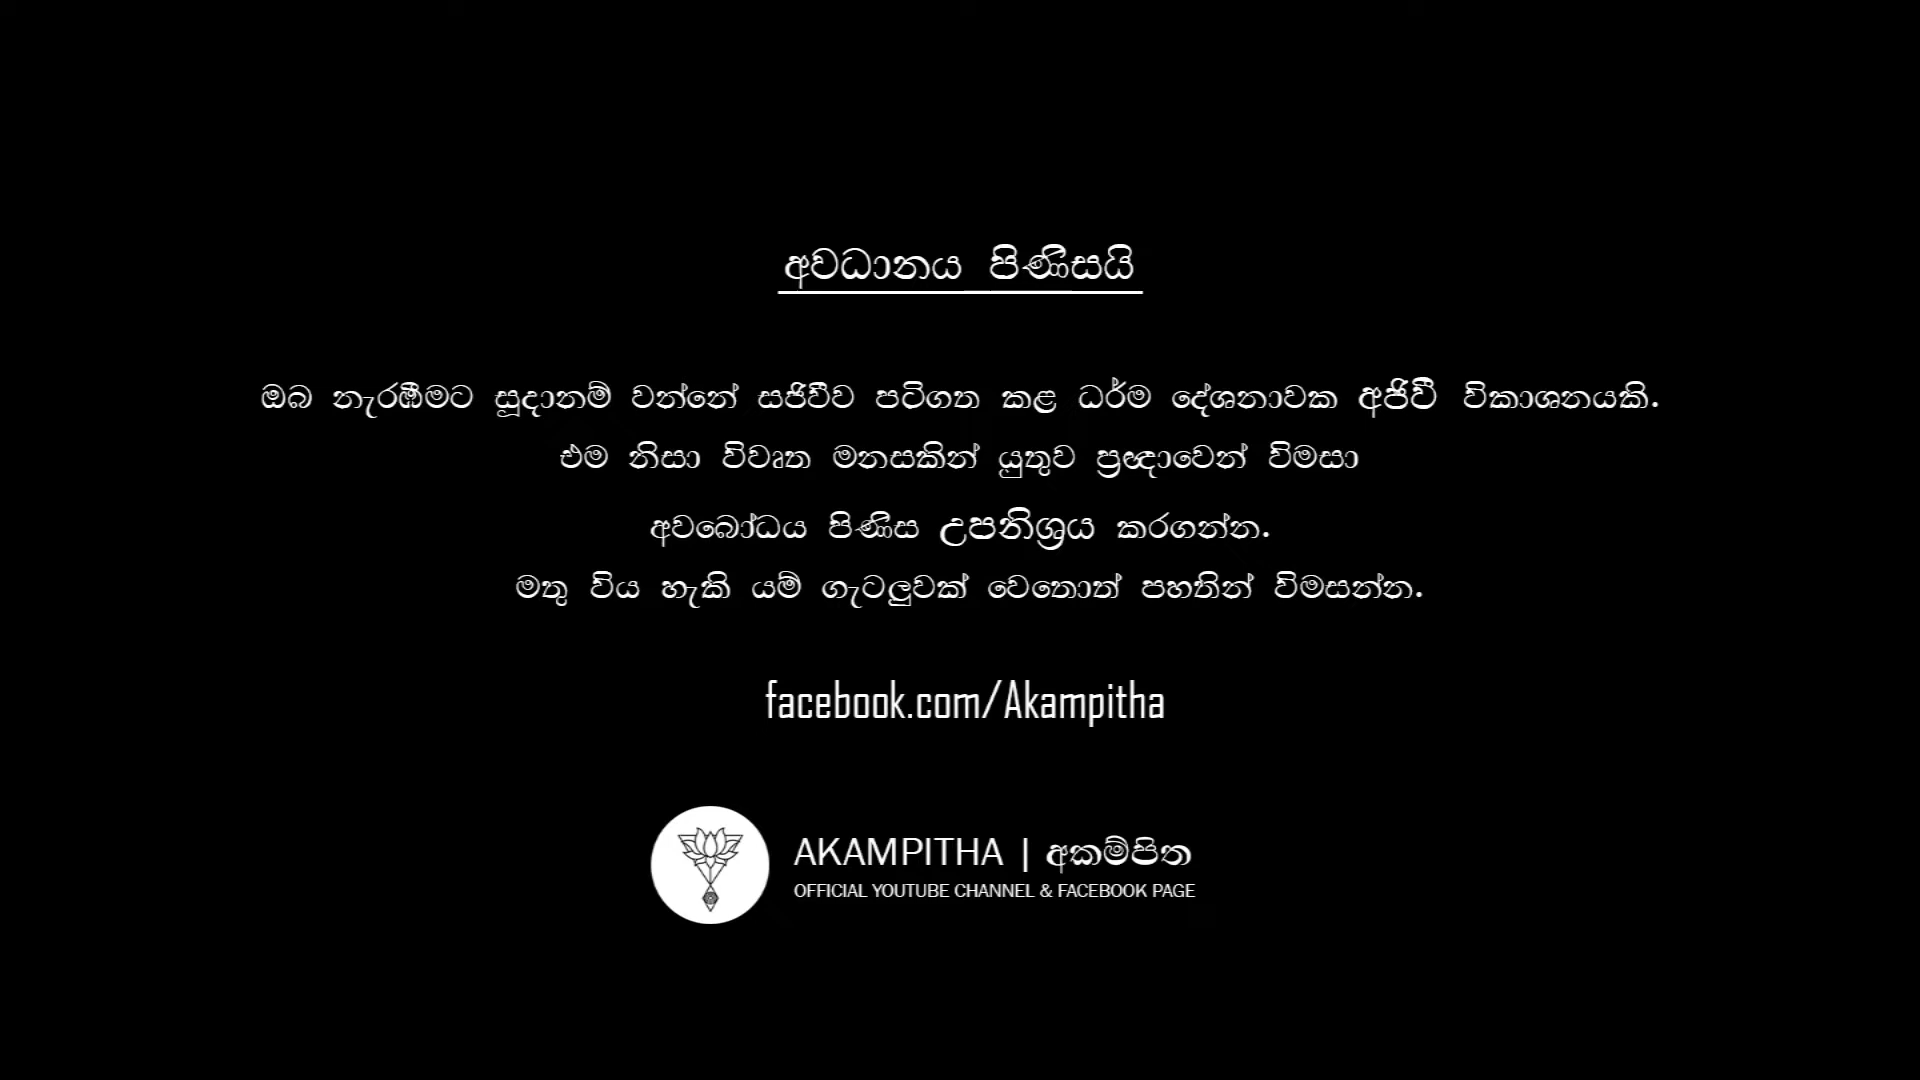 අවධානය පිණිසයි
ඔබ නැරඹීමට සූදානම් වන්නේ සජිවීව පටිගත කළ ධර්ම දේශනාවක අජිවී විකාශනයකි.
එම නිසා විවෘත මනසකින් යුතුව ප්‍රඥාවෙන් විමසා
අවබෝධය පිණිස උපනිශ්‍රය කරගන්න.
මතු විය හැකි යම් ගැටලුවක් වෙතොත් පහතින් විමසන්න.
facebook.com/Akampitha
AKAMPITHA | අකම්පිත
OFFICIAL YOUTUBE CHANNEL & FACEBOOK PAGE